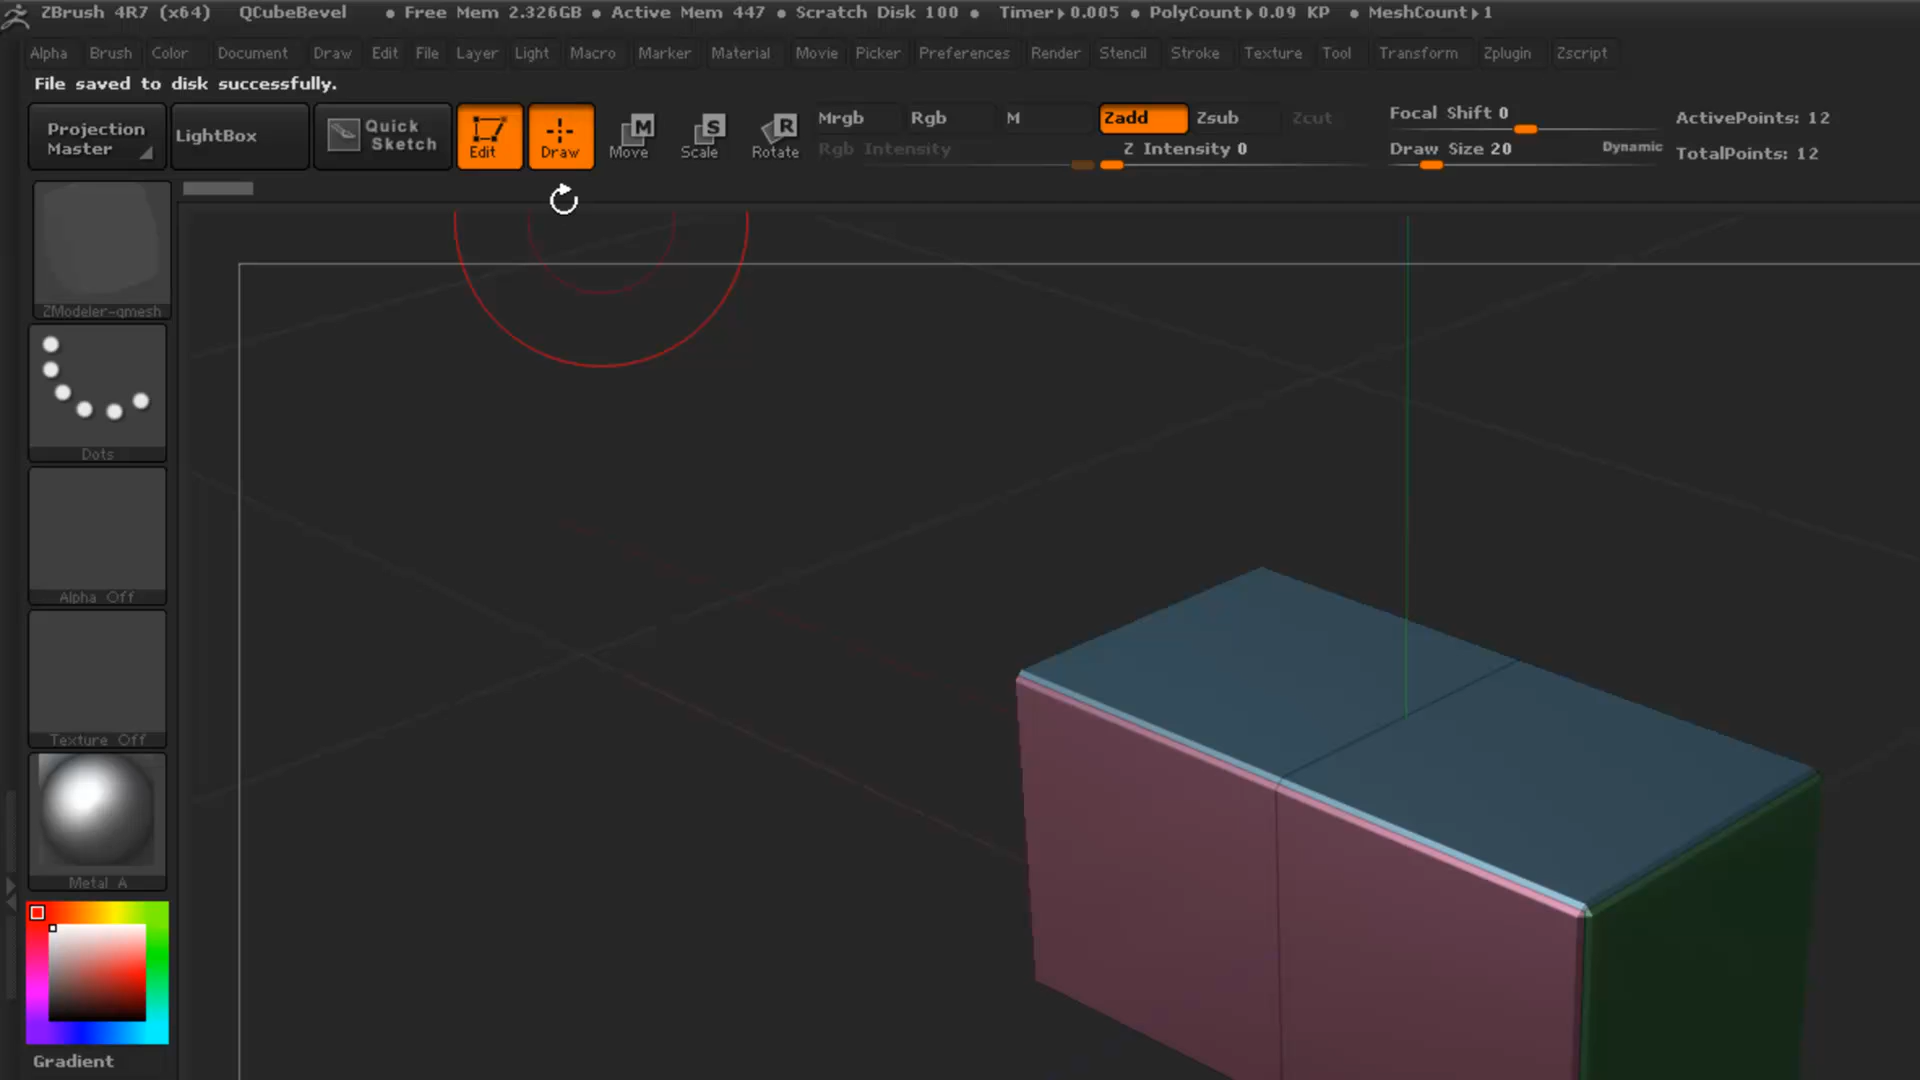 ZBrush 4R7 (x64) QCubeBevel • Free Mem 2.326GB • Active Mem 447 • Scratch Disk 100 • Timer▸0.005 • PolyCount▸0.09 KP • MeshCount▸1
Alpha Brush Color Document Draw Edit File Layer Light Macro Marker Material Movie Picker Preferences Render Stencil Stroke Texture Tool Transform Zplugin Zscript
File saved to disk successfully.
Projection Master
LightBox
Quick Sketch
Edit
Draw
M
Move
S
Scale
R
Rotate
Mrgb Rgb M Zadd Zsub Zcut
Rgb Intensity Z Intensity 0
Focal Shift 0
Draw Size 20 Dynamic
ActivePoints: 12
TotalPoints: 12
ZModeler-qmesh
Dots
Alpha Off
Texture Off
Metal A
Gradient